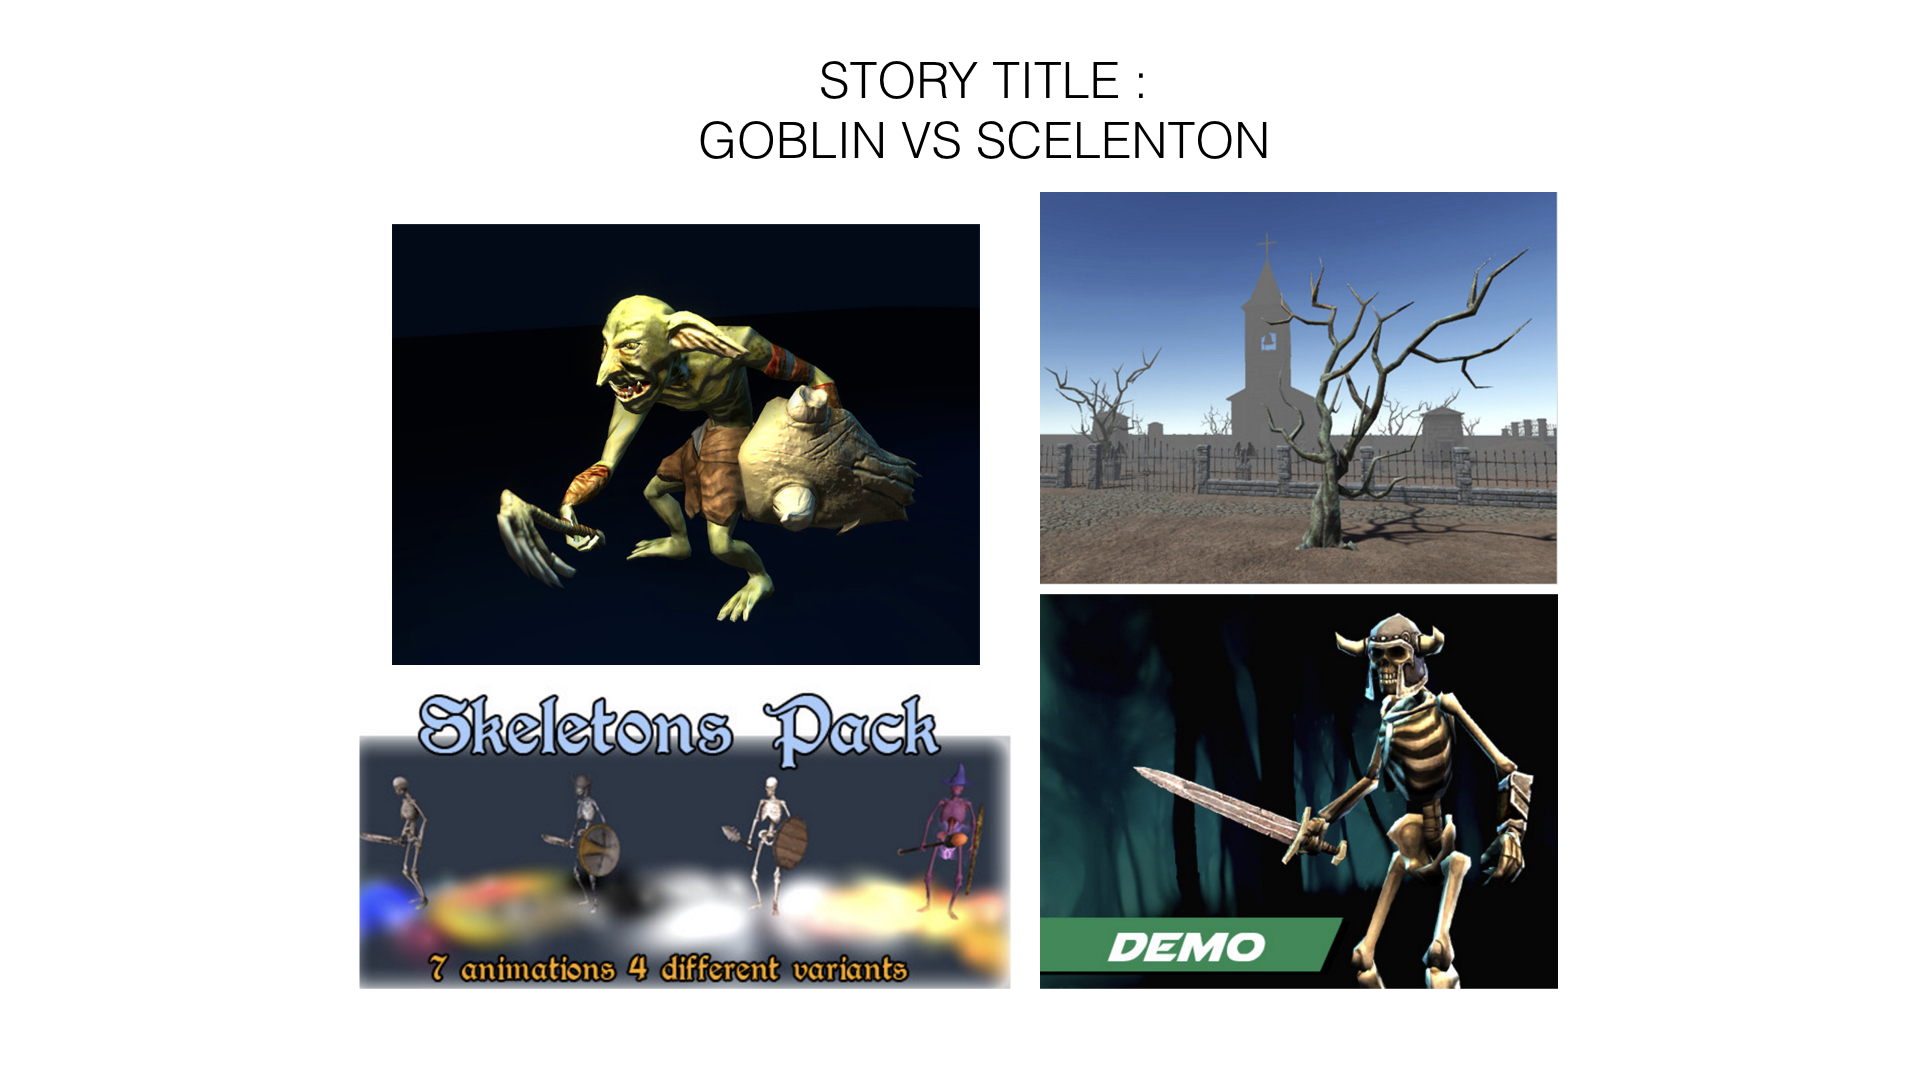 STORY TITLE :
GOBLIN VS SCELENTON
Skeletons Pack
7 animations 4 different variants
DEMO